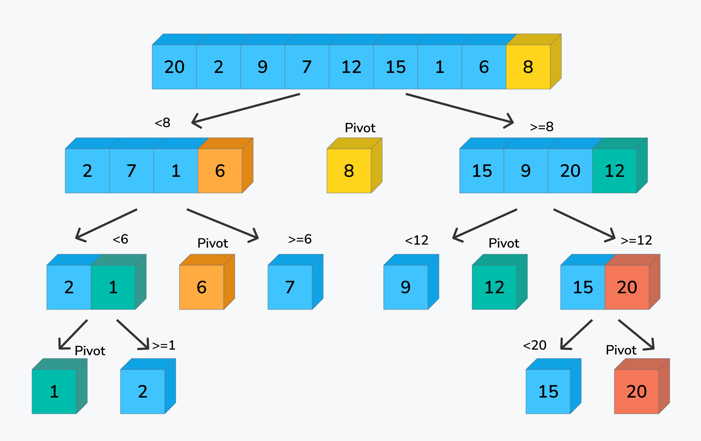 20 2 9 7 12 15 1 6 8
<8 Pivot >=8
2 7 1 6 8 15 9 20 12
<6 Pivot >=6 <12 Pivot >=12
2 1 6 7 9 12 15 20
Pivot >=1 <20 Pivot
1 2 15 20